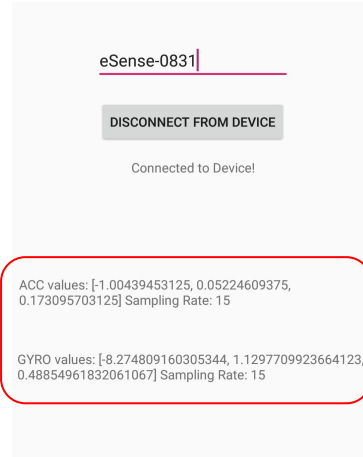 eSense-0831
DISCONNECT FROM DEVICE
Connected to Device!
ACC values: [-1.00439453125, 0.05224609375,
0.173095703125] Sampling Rate: 15
GYRO values: [-8.274809160305344, 1.1297709923664123,
0.48854961832061067] Sampling Rate: 15